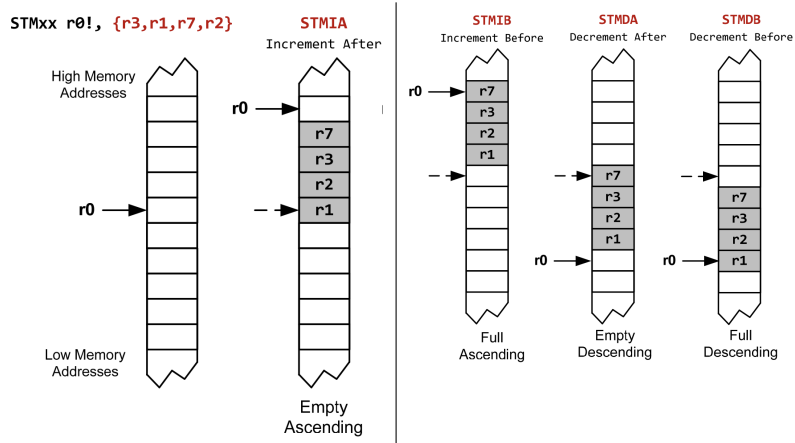 STMxx r0!, {r3,r1,r7,r2}
STMIA
Increment After
High Memory
Addresses
r0
Low Memory
Addresses
r0
r7
r3
r2
r1
Empty
Ascending
STMIB
Increment Before
r0
r7
r3
r2
r1
Full
Ascending
STMDA
Decrement After
r7
r3
r2
r1
r0
Empty
Descending
STMDB
Decrement Before
r7
r3
r2
r1
r0
Full
Descending